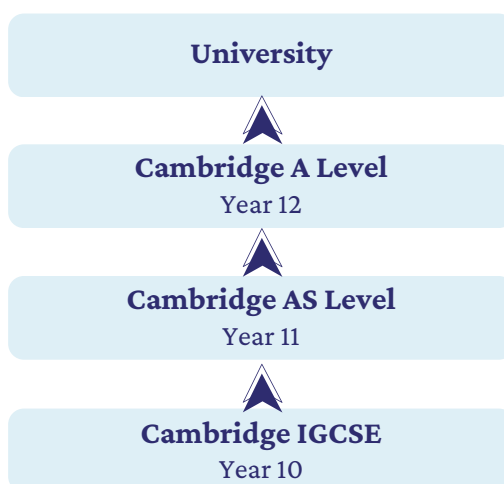 University
Cambridge A Level
Year 12
Cambridge AS Level
Year 11
Cambridge IGCSE
Year 10